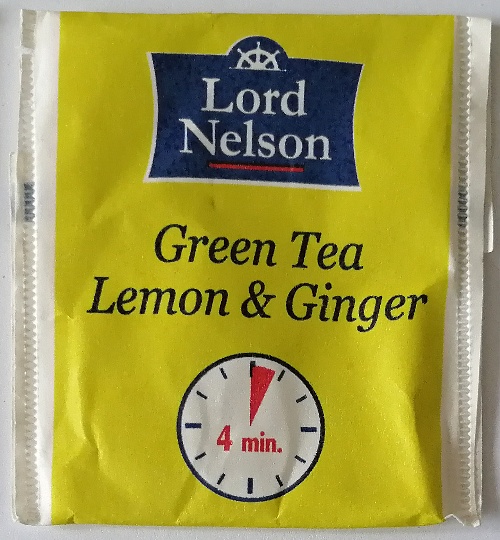 Lord
Nelson
Green Tea
Lemon & Ginger
4 min.